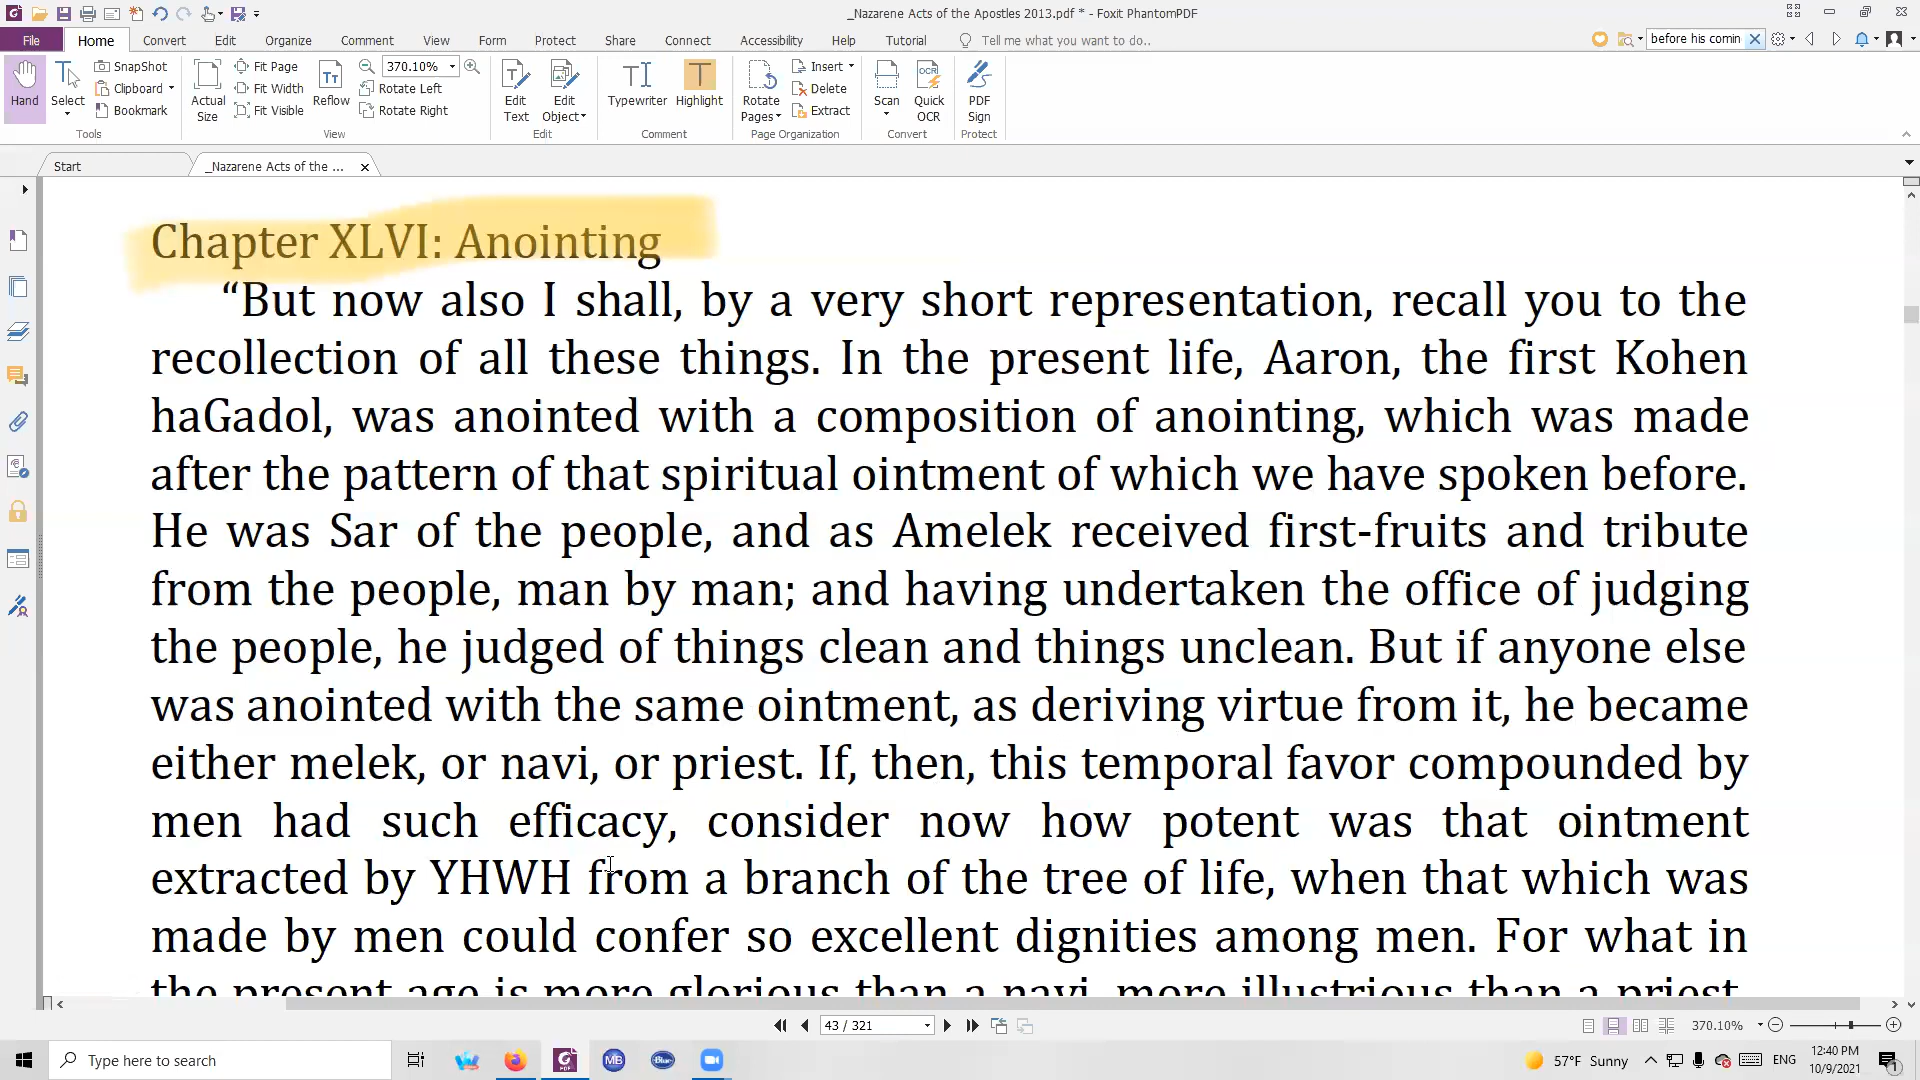 _Nazarene Acts of the Apostles 2013.pdf * - Foxit PhantomPDF
File Home Convert Edit Organize Comment View Form Protect Share Connect Accessibility Help Tutorial Tell me what you want to do.. before his comin
Hand Select SnapShot Clipboard Bookmark Actual Size Fit Page Fit Width Fit Visible Reflow 370.10% Rotate Left Rotate Right Edit Text Edit Object Typewriter Highlight Rotate Pages Insert Delete Extract Scan Quick OCR PDF Sign
Tools View Edit Comment Page Organization Convert Protect
Start _Nazarene Acts of the ...
Chapter XLVI: Anointing
“But now also I shall, by a very short representation, recall you to the
recollection of all these things. In the present life, Aaron, the first Kohen
haGadol, was anointed with a composition of anointing, which was made
after the pattern of that spiritual ointment of which we have spoken before.
He was Sar of the people, and as Amelek received first-fruits and tribute
from the people, man by man; and having undertaken the office of judging
the people, he judged of things clean and things unclean. But if anyone else
was anointed with the same ointment, as deriving virtue from it, he became
either melek, or navi, or priest. If, then, this temporal favor compounded by
men had such efficacy, consider now how potent was that ointment
extracted by YHWH from a branch of the tree of life, when that which was
made by men could confer so excellent dignities among men. For what in
the present age is more glorious than a navi, more illustrious than a priest,
43 / 321 370.10%
Type here to search 57°F Sunny ENG 12:40 PM
10/9/2021